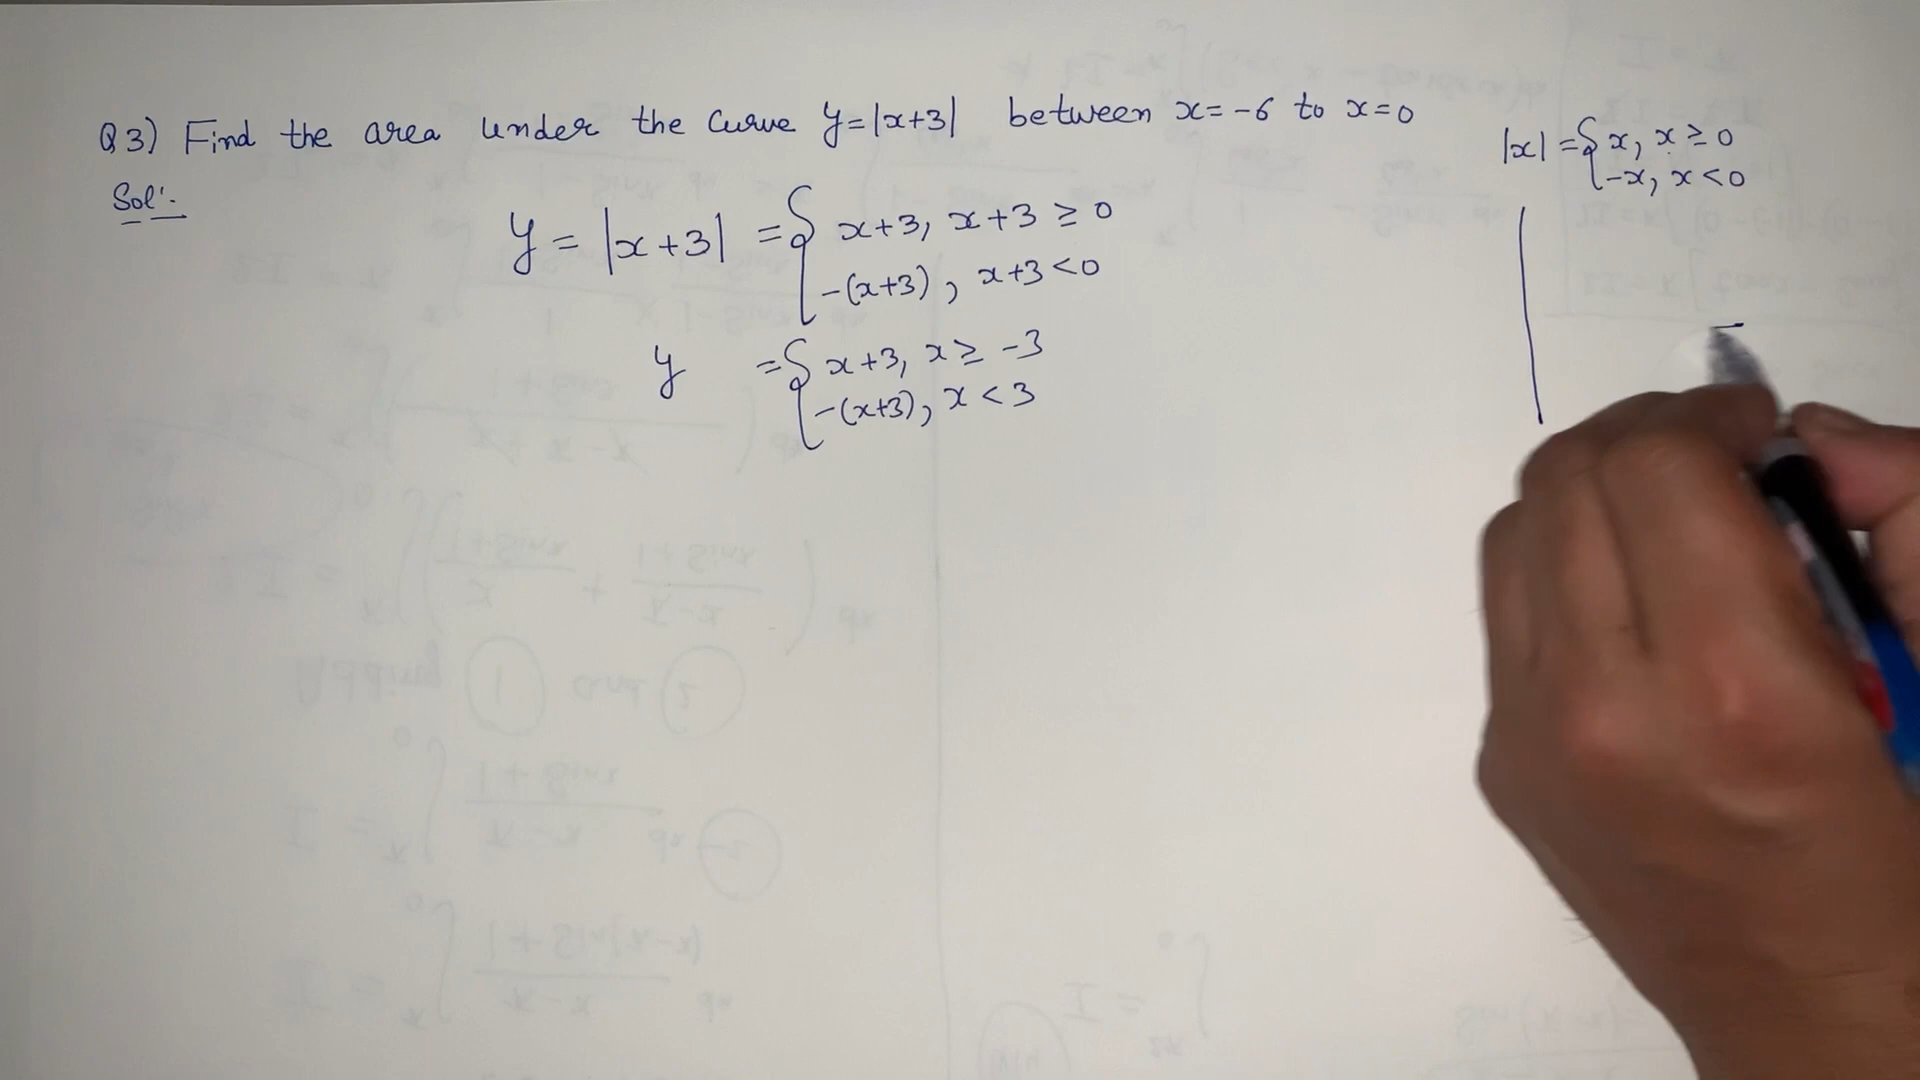 Q3) Find the area under the curve y=|x+3| between x=-6 to x=0
|x| = { x, x ≥ 0
-x, x < 0
Sol:-
y = |x+3| = { x+3, x+3 ≥ 0
-(x+3), x+3 < 0
y = { x+3, x ≥ -3
-(x+3), x < 3